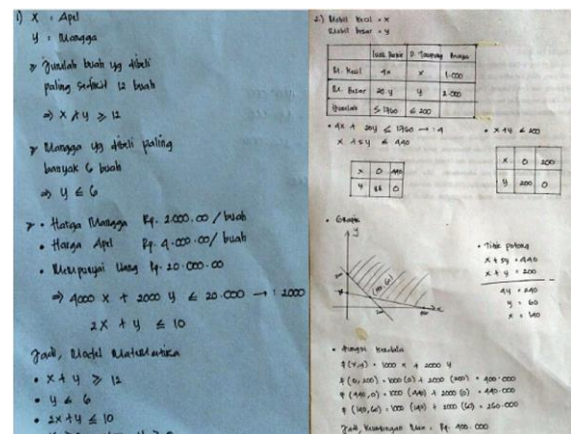 1) x = Apel
y = Mangga
⇒ Jumlah buah yg dibeli
paling sedikit 12 buah
⇒ x + y ≥ 12
Mangga yg dibeli paling
banyak 6 buah
⇒ y ≤ 6
• Harga Mangga Rp. 2.000.00 / buah
• Harga Apel Rp. 4.000.00 / buah
• Mempunyai Uang Rp. 20.000.00
⇒ 4000 x + 2000 y ≤ 20.000 → : 2000
2x + y ≤ 10
Jadi, Model Matematika
• x + y ≥ 12
• y ≤ 6
• 2x + y ≤ 10
2.) Mobil Kecil = x
Mobil besar = y
Biaya
M. Kecil 4x x 1.000
M. Besar 20 y y 2.000
Jumlah ≤ 1760 ≤ 200
• 4x + 20y ≤ 1760 → : 4
x + 5y ≤ 440
x 0 440
y 88 0
• x + y ≤ 200
x 0 200
y 200 0
• Grafik
y
x
• Titik potong
x + 5y = 440
x + y = 200
4y = 240
y = 60
x = 140
• Fungsi Kendala
f (x,y) = 1000 x + 2000 y
f (0, 200) = 1000 (0) + 2000 (200) = 400.000
f (440, 0) = 1000 (440) + 2000 (0) = 440.000
f (140, 60) = 1000 (140) + 2000 (60) = 260.000
Jadi, Keuntungan Max = Rp. 400.000